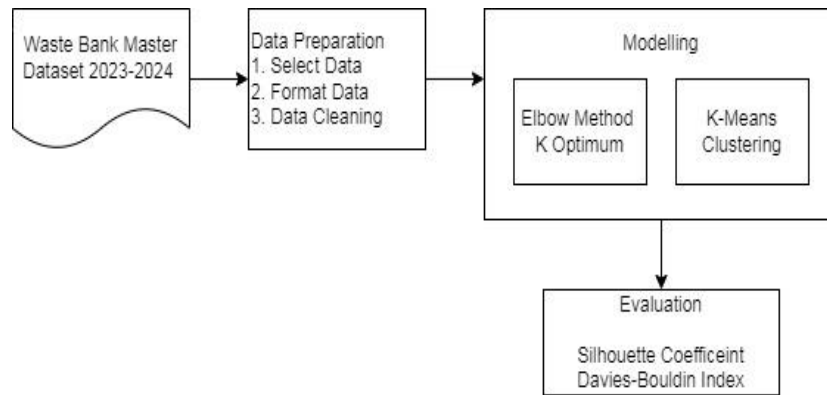 Waste Bank Master
Dataset 2023-2024
Data Preparation
1. Select Data
2. Format Data
3. Data Cleaning
Modelling
Elbow Method
K Optimum
K-Means
Clustering
Evaluation
Silhouette Coefficeint
Davies-Bouldin Index